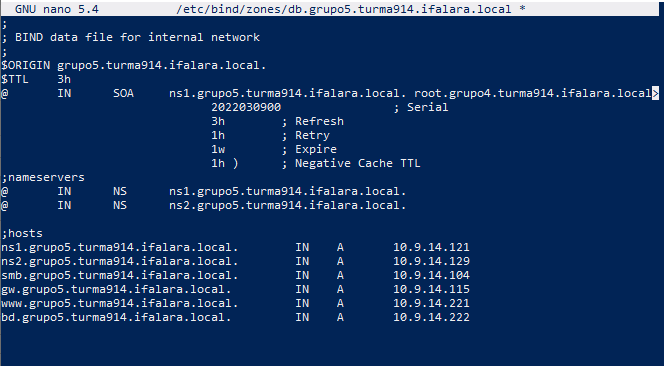 GNU nano 5.4 /etc/bind/zones/db.grupo5.turma914.ifalara.local *
;
; BIND data file for internal network
;
$ORIGIN grupo5.turma914.ifalara.local.
$TTL 3h
@ IN SOA ns1.grupo5.turma914.ifalara.local. root.grupo4.turma914.ifalara.local>
2022030900 ; Serial
3h ; Refresh
1h ; Retry
1w ; Expire
1h ) ; Negative Cache TTL
;nameservers
@ IN NS ns1.grupo5.turma914.ifalara.local.
@ IN NS ns2.grupo5.turma914.ifalara.local.
;hosts
ns1.grupo5.turma914.ifalara.local. IN A 10.9.14.121
ns2.grupo5.turma914.ifalara.local. IN A 10.9.14.129
smb.grupo5.turma914.ifalara.local. IN A 10.9.14.104
gw.grupo5.turma914.ifalara.local. IN A 10.9.14.115
www.grupo5.turma914.ifalara.local. IN A 10.9.14.221
bd.grupo5.turma914.ifalara.local. IN A 10.9.14.222